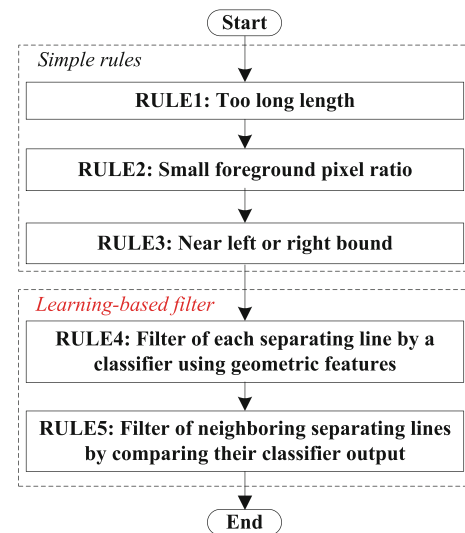 Start
Simple rules
RULE1: Too long length
RULE2: Small foreground pixel ratio
RULE3: Near left or right bound
Learning-based filter
RULE4: Filter of each separating line by a
classifier using geometric features
RULE5: Filter of neighboring separating lines
by comparing their classifier output
End